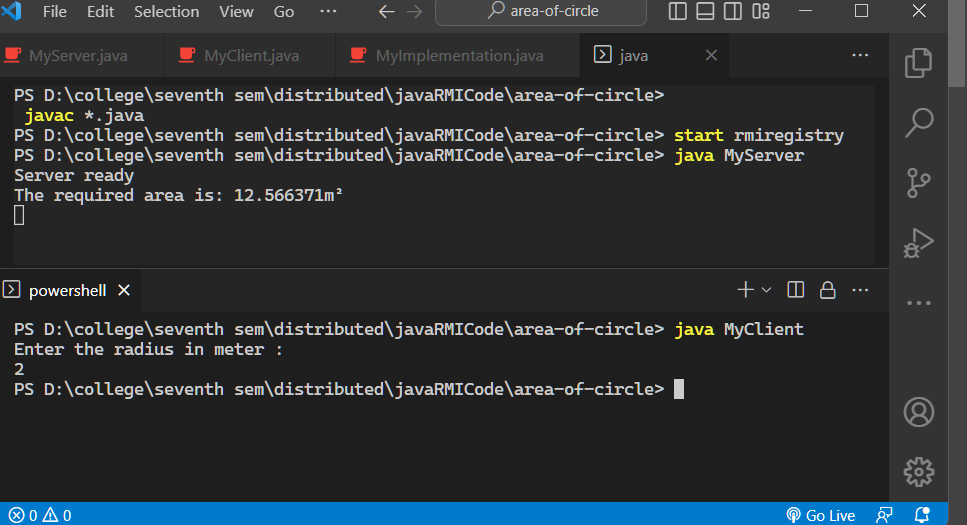 File Edit Selection View Go ··· area-of-circle
MyServer.java MyClient.java MyImplementation.java java
PS D:\college\seventh sem\distributed\javaRMICode\area-of-circle>
javac *.java
PS D:\college\seventh sem\distributed\javaRMICode\area-of-circle> start rmiregistry
PS D:\college\seventh sem\distributed\javaRMICode\area-of-circle> java MyServer
Server ready
The required area is: 12.566371m²
powershell
PS D:\college\seventh sem\distributed\javaRMICode\area-of-circle> java MyClient
Enter the radius in meter :
2
PS D:\college\seventh sem\distributed\javaRMICode\area-of-circle>
0 0 Go Live